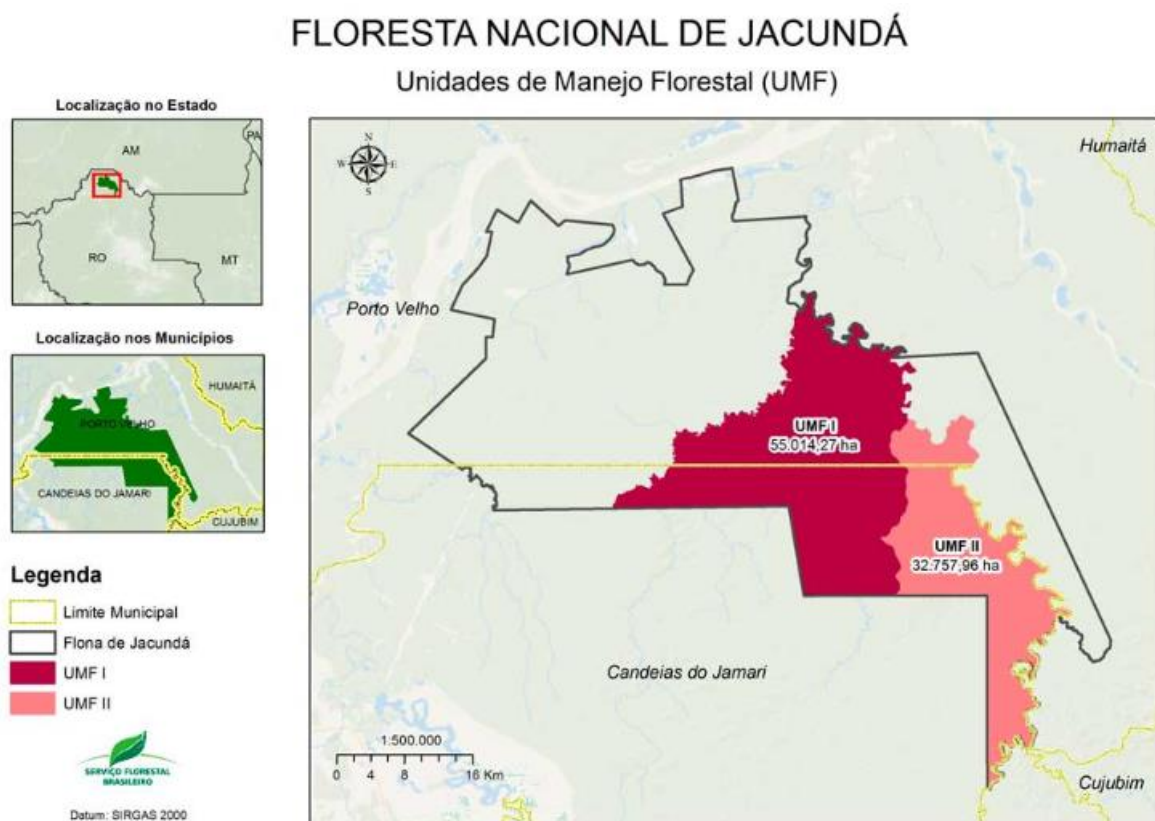 FLORESTA NACIONAL DE JACUNDÁ
Unidades de Manejo Florestal (UMF)
Localização no Estado
AM
PA
RO
MT
Localização nos Municípios
HUMAITÁ
PORTO VELHO
CANDEIAS DO JAMARI
CUJUBIM
Legenda
Limite Municipal
Flona de Jacundá
UMF I
UMF II
SERVIÇO FLORESTAL
BRASILEIRO
Datum: SIRGAS 2000
N
W E
S
Humaitá
Porto Velho
UMF I
55.014,27 ha
UMF II
32.757,96 ha
Candeias do Jamari
1:500.000
0 4 8 16 Km
Cujubim